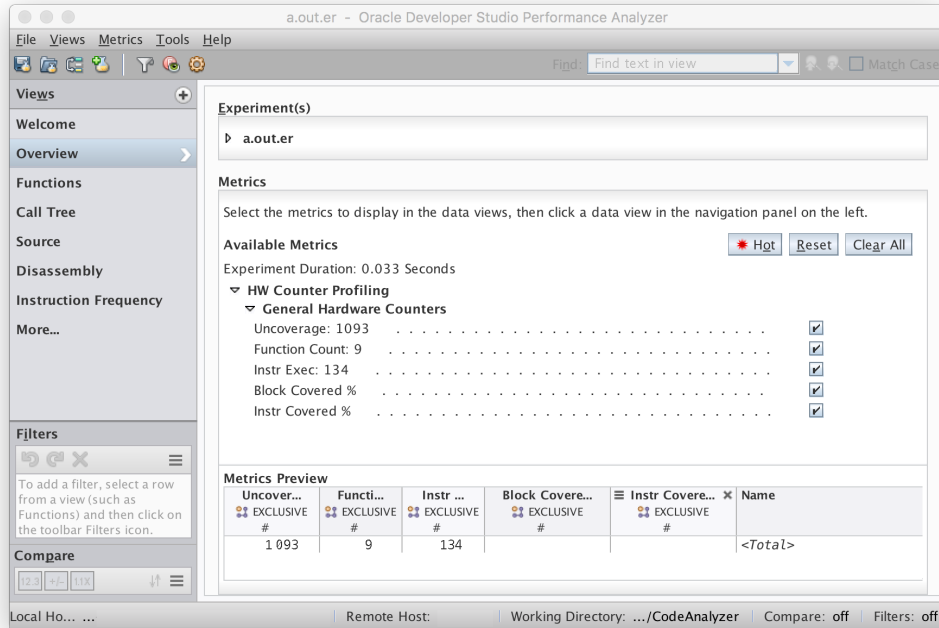 a.out.er - Oracle Developer Studio Performance Analyzer
File Views Metrics Tools Help
Find: Find text in view Match Case
Views
Welcome
Overview
Functions
Call Tree
Source
Disassembly
Instruction Frequency
More...
Filters
To add a filter, select a row
from a view (such as
Functions) and then click on
the toolbar Filters icon.
Compare
12.3 +/- 1.1X
Experiment(s)
a.out.er
Metrics
Select the metrics to display in the data views, then click a data view in the navigation panel on the left.
Available Metrics Hot Reset Clear All
Experiment Duration: 0.033 Seconds
HW Counter Profiling
General Hardware Counters
Uncoverage: 1093
Function Count: 9
Instr Exec: 134
Block Covered %
Instr Covered %
Metrics Preview
Uncover... Functi... Instr ... Block Covere... Instr Covere... Name
EXCLUSIVE EXCLUSIVE EXCLUSIVE EXCLUSIVE EXCLUSIVE
# # # # #
1093 9 134 <Total>
Local Ho... ... Remote Host: Working Directory: .../CodeAnalyzer Compare: off Filters: off